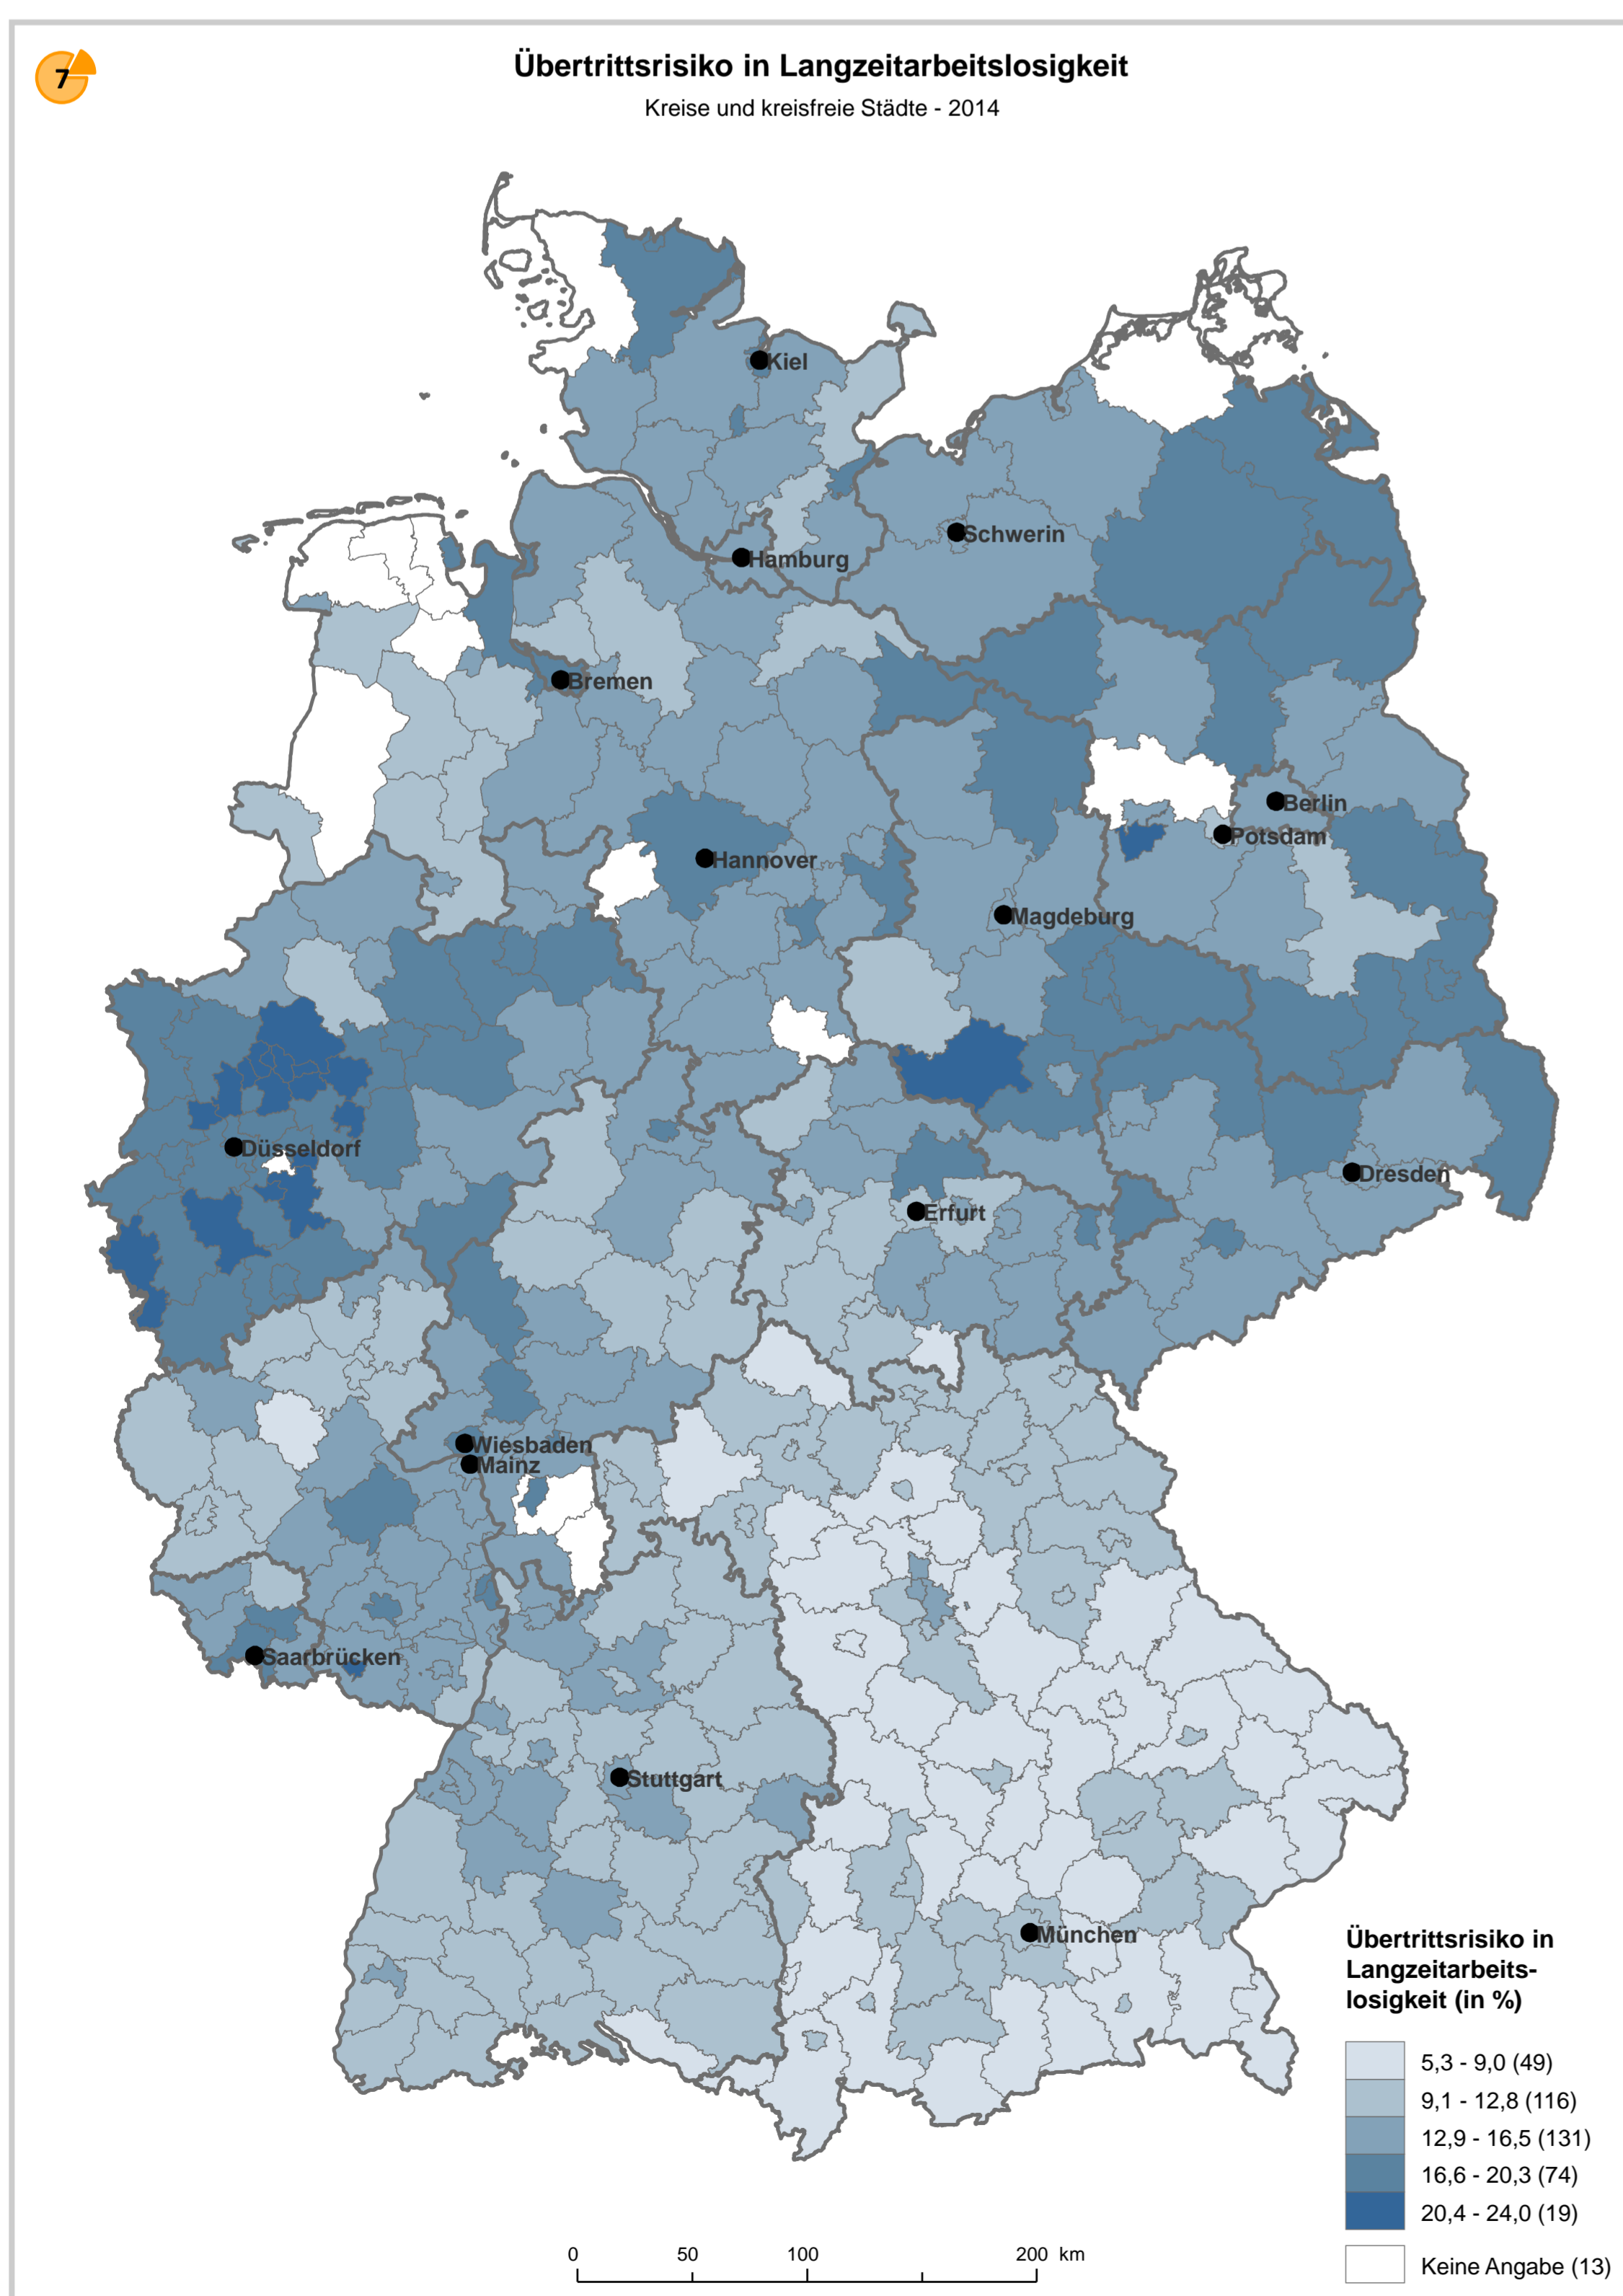 7
Übertrittsrisiko in Langzeitarbeitslosigkeit
Kreise und kreisfreie Städte - 2014
Kiel
Schwerin
Hamburg
Bremen
Berlin
Potsdam
Hannover
Magdeburg
Düsseldorf
Dresden
Erfurt
Wiesbaden
Mainz
Saarbrücken
Stuttgart
München
Übertrittsrisiko in
Langzeitarbeits-
losigkeit (in %)
5,3 - 9,0 (49)
9,1 - 12,8 (116)
12,9 - 16,5 (131)
16,6 - 20,3 (74)
20,4 - 24,0 (19)
Keine Angabe (13)
0 50 100 200 km